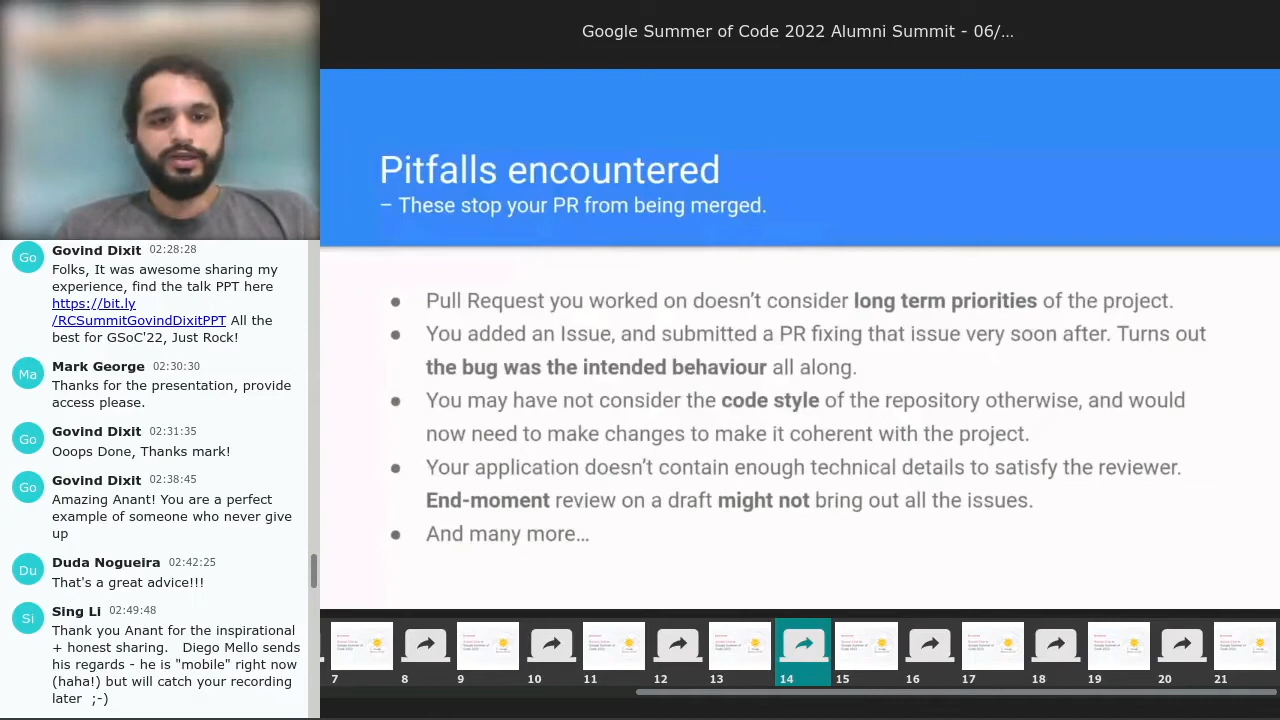 Google Summer of Code 2022 Alumni Summit - 06/...
Pitfalls encountered
– These stop your PR from being merged.
● Pull Request you worked on doesn't consider long term priorities of the project.
● You added an Issue, and submitted a PR fixing that issue very soon after. Turns out
the bug was the intended behaviour all along.
● You may have not consider the code style of the repository otherwise, and would
now need to make changes to make it coherent with the project.
● Your application doesn't contain enough technical details to satisfy the reviewer.
End-moment review on a draft might not bring out all the issues.
● And many more…
Go Govind Dixit 02:28:28
Folks, It was awesome sharing my
experience, find the talk PPT here
https://bit.ly
/RCSummitGovindDixitPPT All the
best for GSoC'22, Just Rock!
Ma Mark George 02:30:30
Thanks for the presentation, provide
access please.
Go Govind Dixit 02:31:35
Ooops Done, Thanks mark!
Go Govind Dixit 02:38:45
Amazing Anant! You are a perfect
example of someone who never give
up
Du Duda Nogueira 02:42:25
That's a great advice!!!
Si Sing Li 02:49:48
Thank you Anant for the inspirational
+ honest sharing. Diego Mello sends
his regards - he is "mobile" right now
(haha!) but will catch your recording
later ;-)
7 8 9 10 11 12 13 14 15 16 17 18 19 20 21